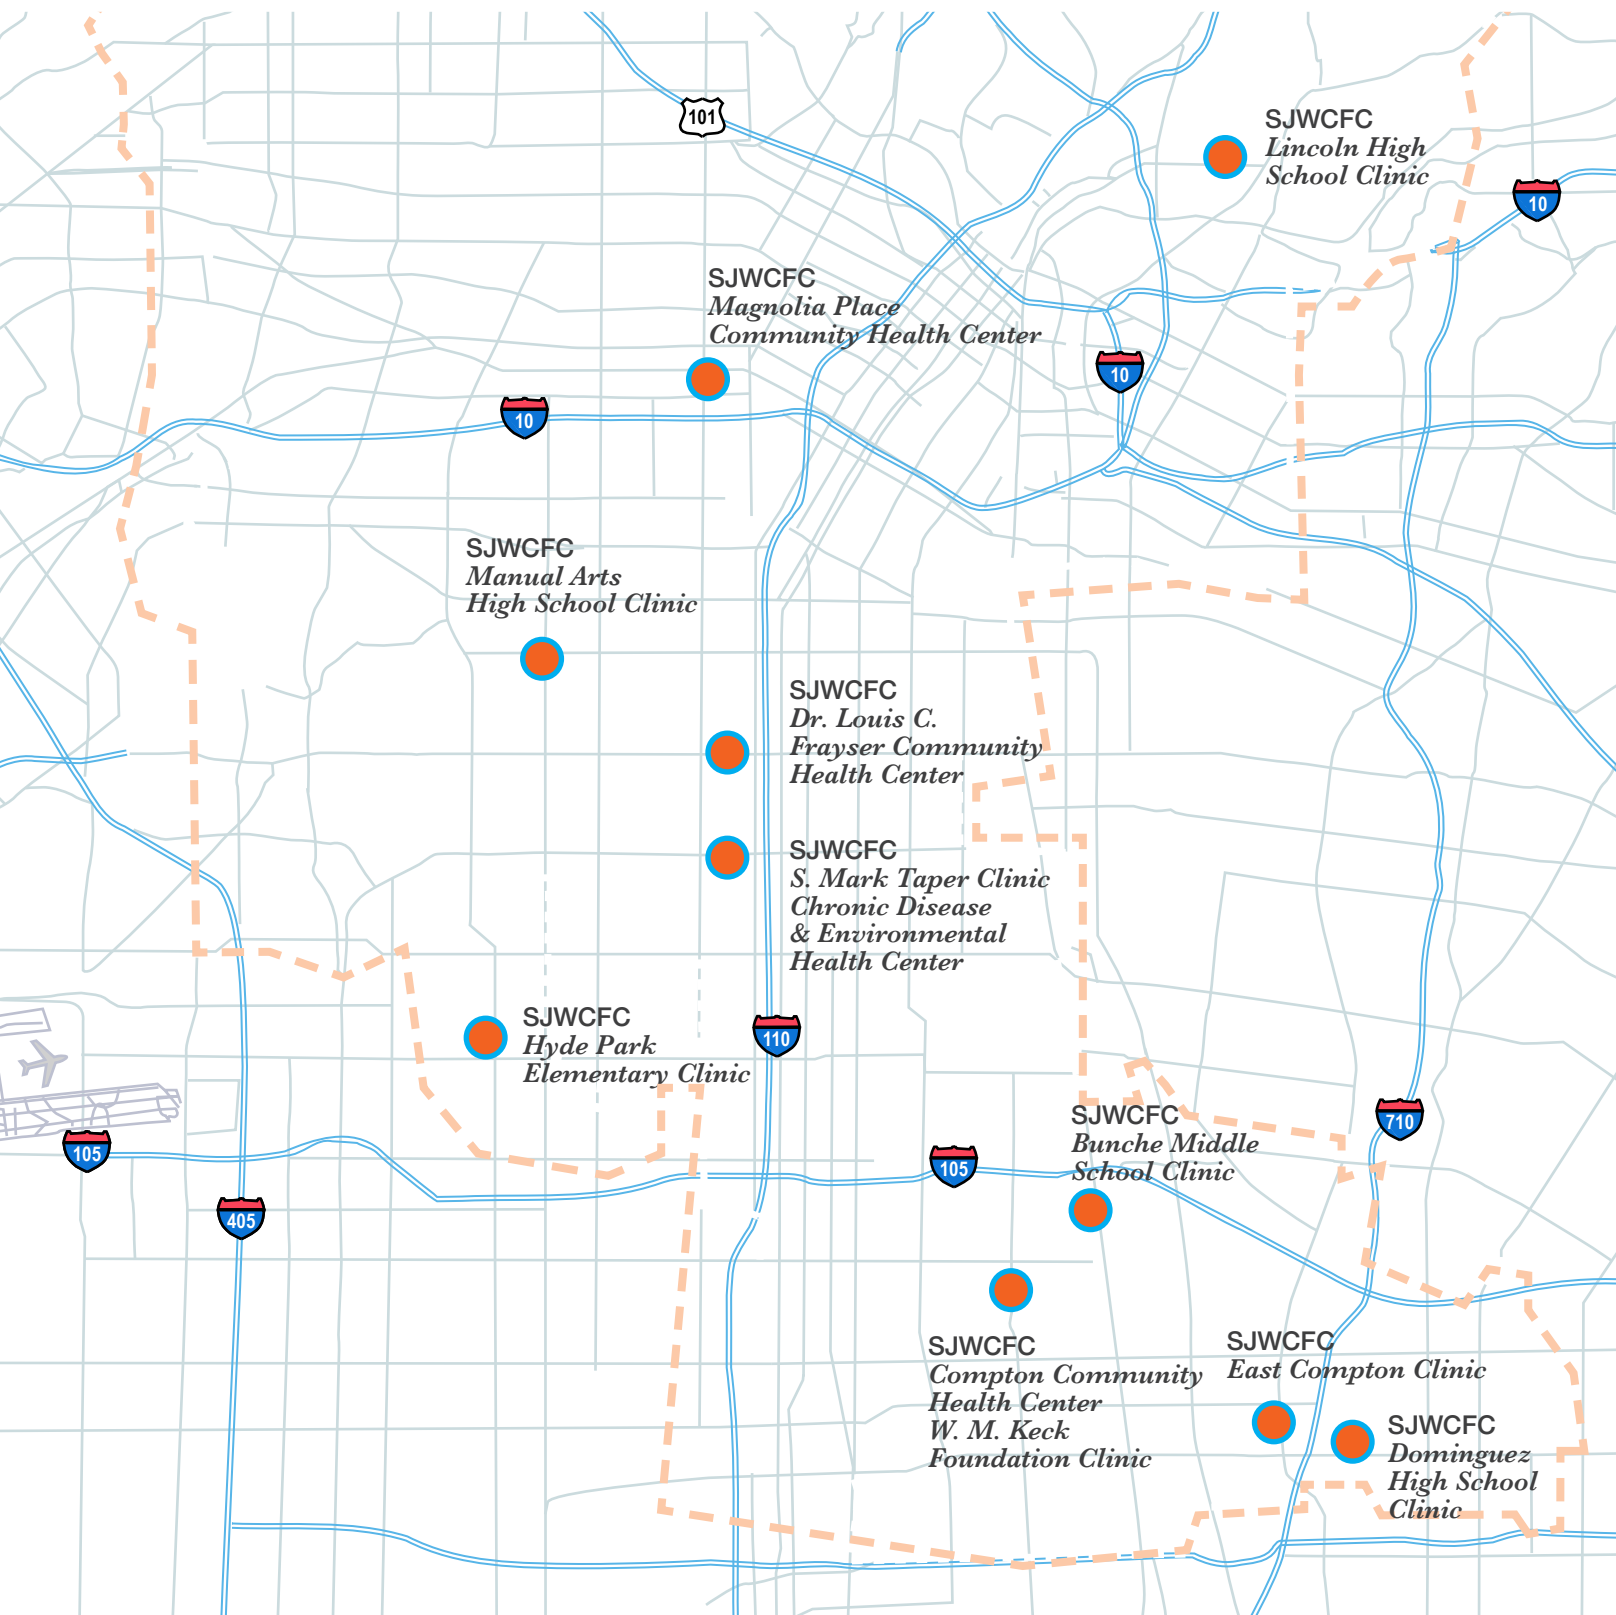 101
SJWCFC
Lincoln High
School Clinic
10
SJWCFC
Magnolia Place
Community Health Center
10
10
SJWCFC
Manual Arts
High School Clinic
SJWCFC
Dr. Louis C.
Frayser Community
Health Center
SJWCFC
S. Mark Taper Clinic
Chronic Disease
& Environmental
Health Center
SJWCFC
Hyde Park
Elementary Clinic
110
SJWCFC
Bunche Middle
School Clinic
710
105
105
405
SJWCFC
Compton Community
Health Center
W. M. Keck
Foundation Clinic
SJWCFC
East Compton Clinic
SJWCFC
Dominguez
High School
Clinic